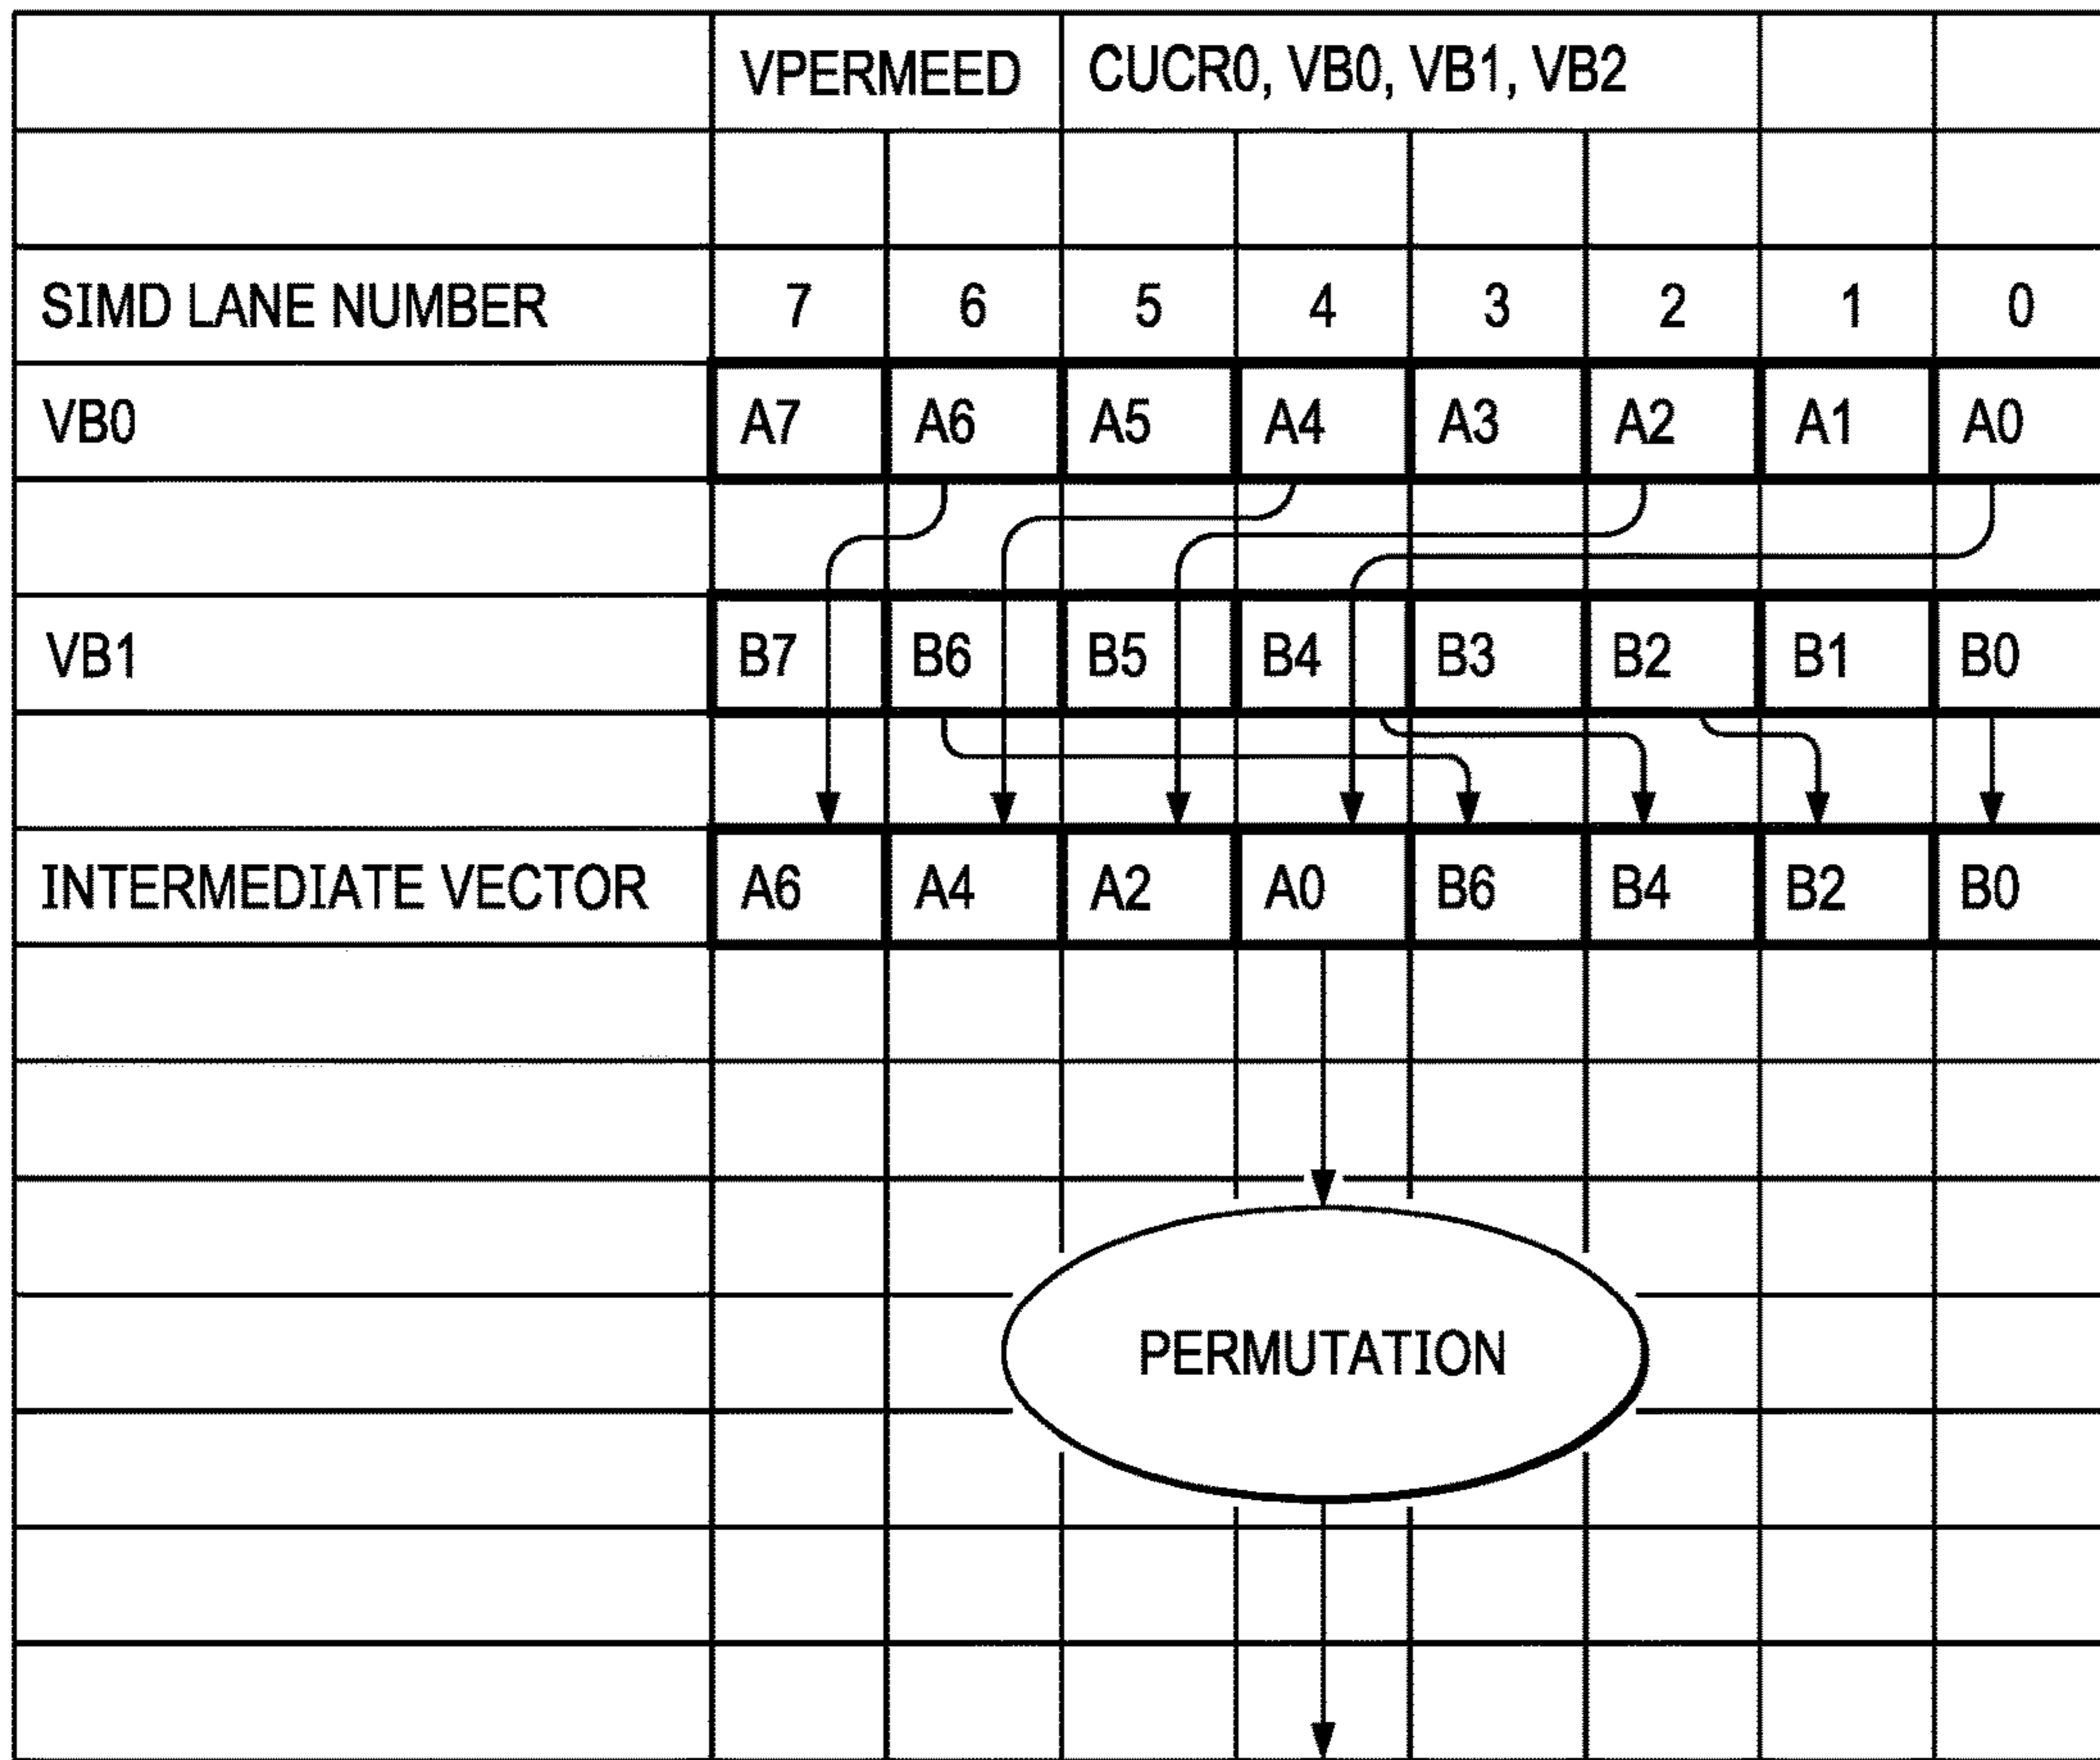 VPERMEED CUCR0, VB0, VB1, VB2
SIMD LANE NUMBER 7 6 5 4 3 2 1 0
VB0 A7 A6 A5 A4 A3 A2 A1 A0
VB1 B7 B6 B5 B4 B3 B2 B1 B0
INTERMEDIATE VECTOR A6 A4 A2 A0 B6 B4 B2 B0
PERMUTATION